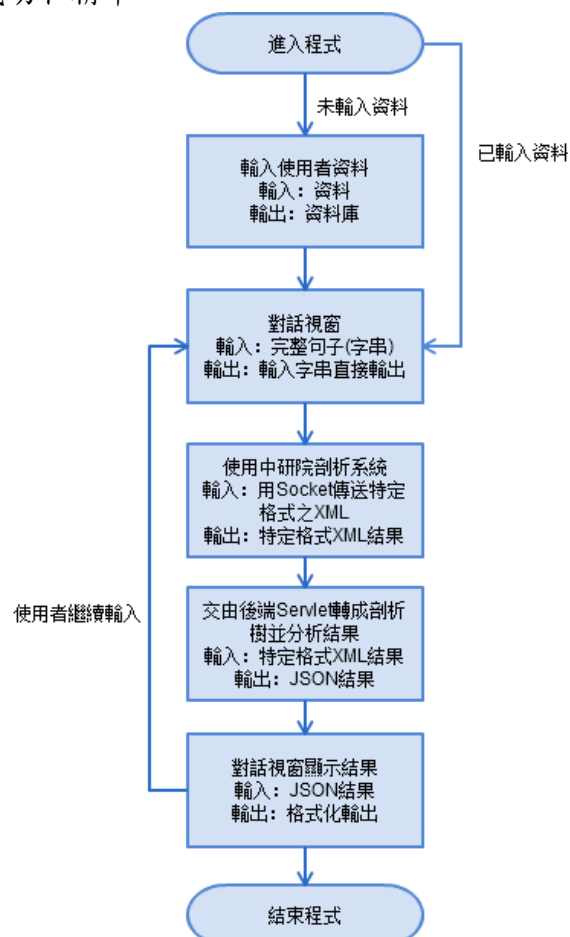 進入程式
未輸入資料
已輸入資料
輸入使用者資料
輸入：資料
輸出：資料庫
對話視窗
輸入：完整句子(字串)
輸出：輸入字串直接輸出
使用中研院剖析系統
輸入：用Socket傳送特定
格式之XML
輸出：特定格式XML結果
使用者繼續輸入
交由後端Servlet轉成剖析
樹並分析結果
輸入：特定格式XML結果
輸出：JSON結果
對話視窗顯示結果
輸入：JSON結果
輸出：格式化輸出
結束程式